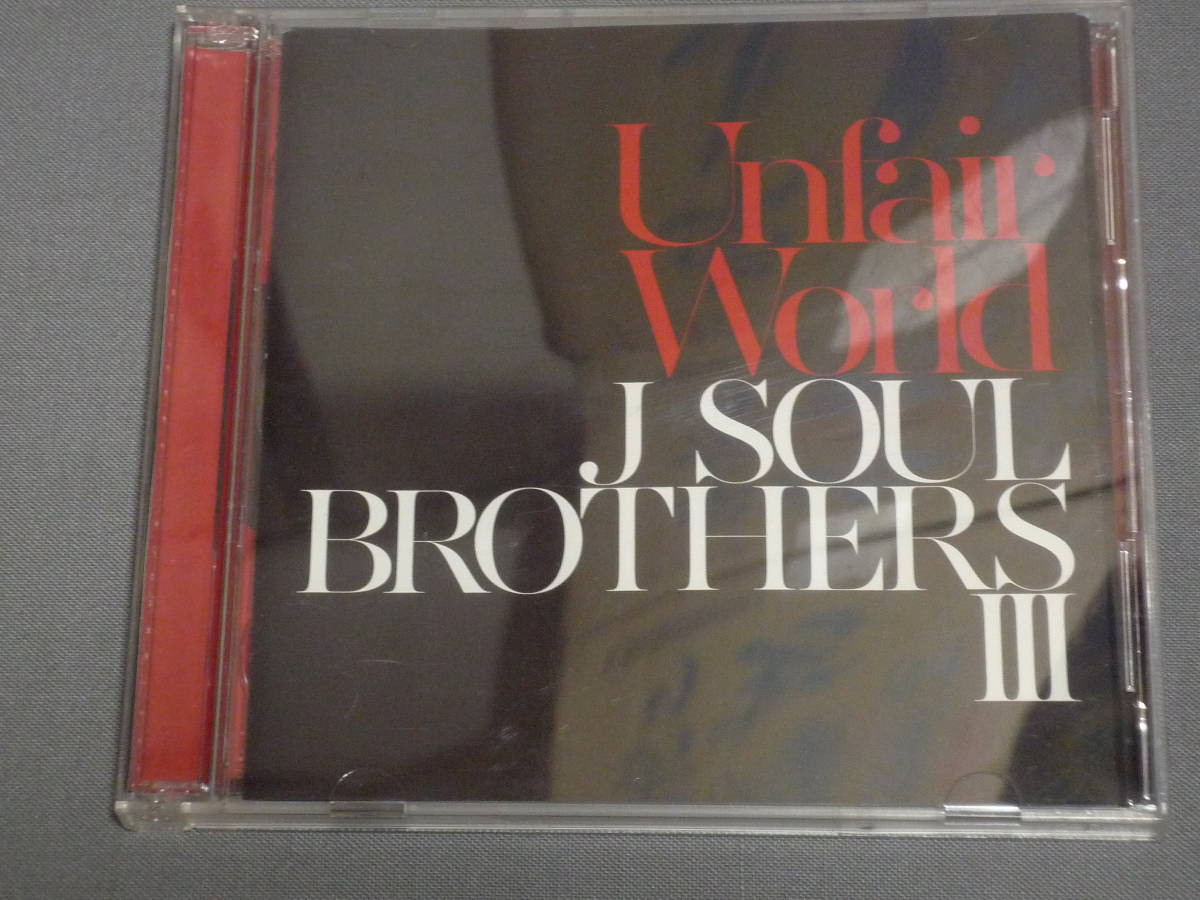 Unfair
World
J SOUL
BROTHERS
III